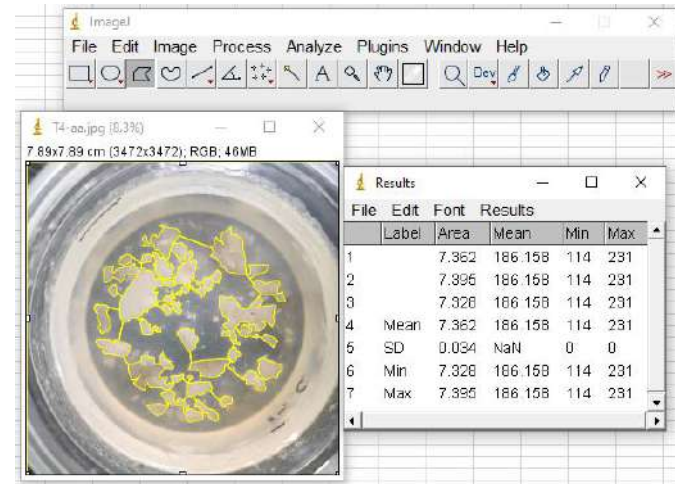 ImageJ
File Edit Image Process Analyze Plugins Window Help
A Dev >>
T4-aa.jpg (8.3%)
7.89x7.89 cm (3472x3472); RGB; 46MB
Results
File Edit Font Results
Label Area Mean Min Max
1 7.362 186.158 114 231
2 7.395 186.158 114 231
3 7.328 186.158 114 231
4 Mean 7.362 186.158 114 231
5 SD 0.034 NaN 0 0
6 Min 7.328 186.158 114 231
7 Max 7.395 186.158 114 231